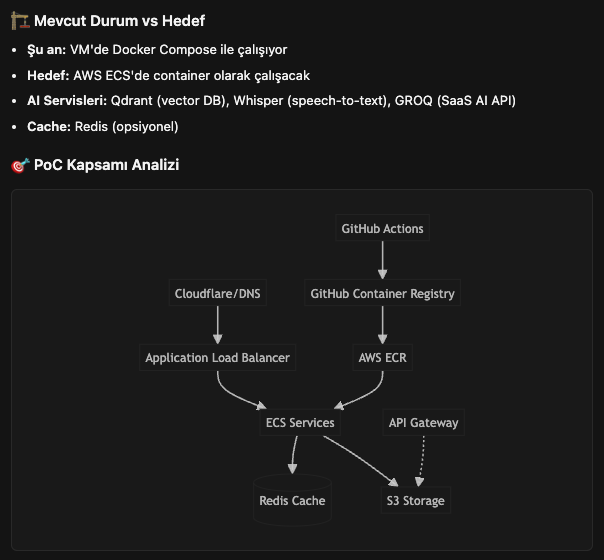 Mevcut Durum vs Hedef
• Şu an: VM'de Docker Compose ile çalışıyor
• Hedef: AWS ECS'de container olarak çalışacak
• AI Servisleri: Qdrant (vector DB), Whisper (speech-to-text), GROQ (SaaS AI API)
• Cache: Redis (opsiyonel)
PoC Kapsamı Analizi
GitHub Actions
Cloudflare/DNS
GitHub Container Registry
Application Load Balancer
AWS ECR
ECS Services
API Gateway
Redis Cache
S3 Storage